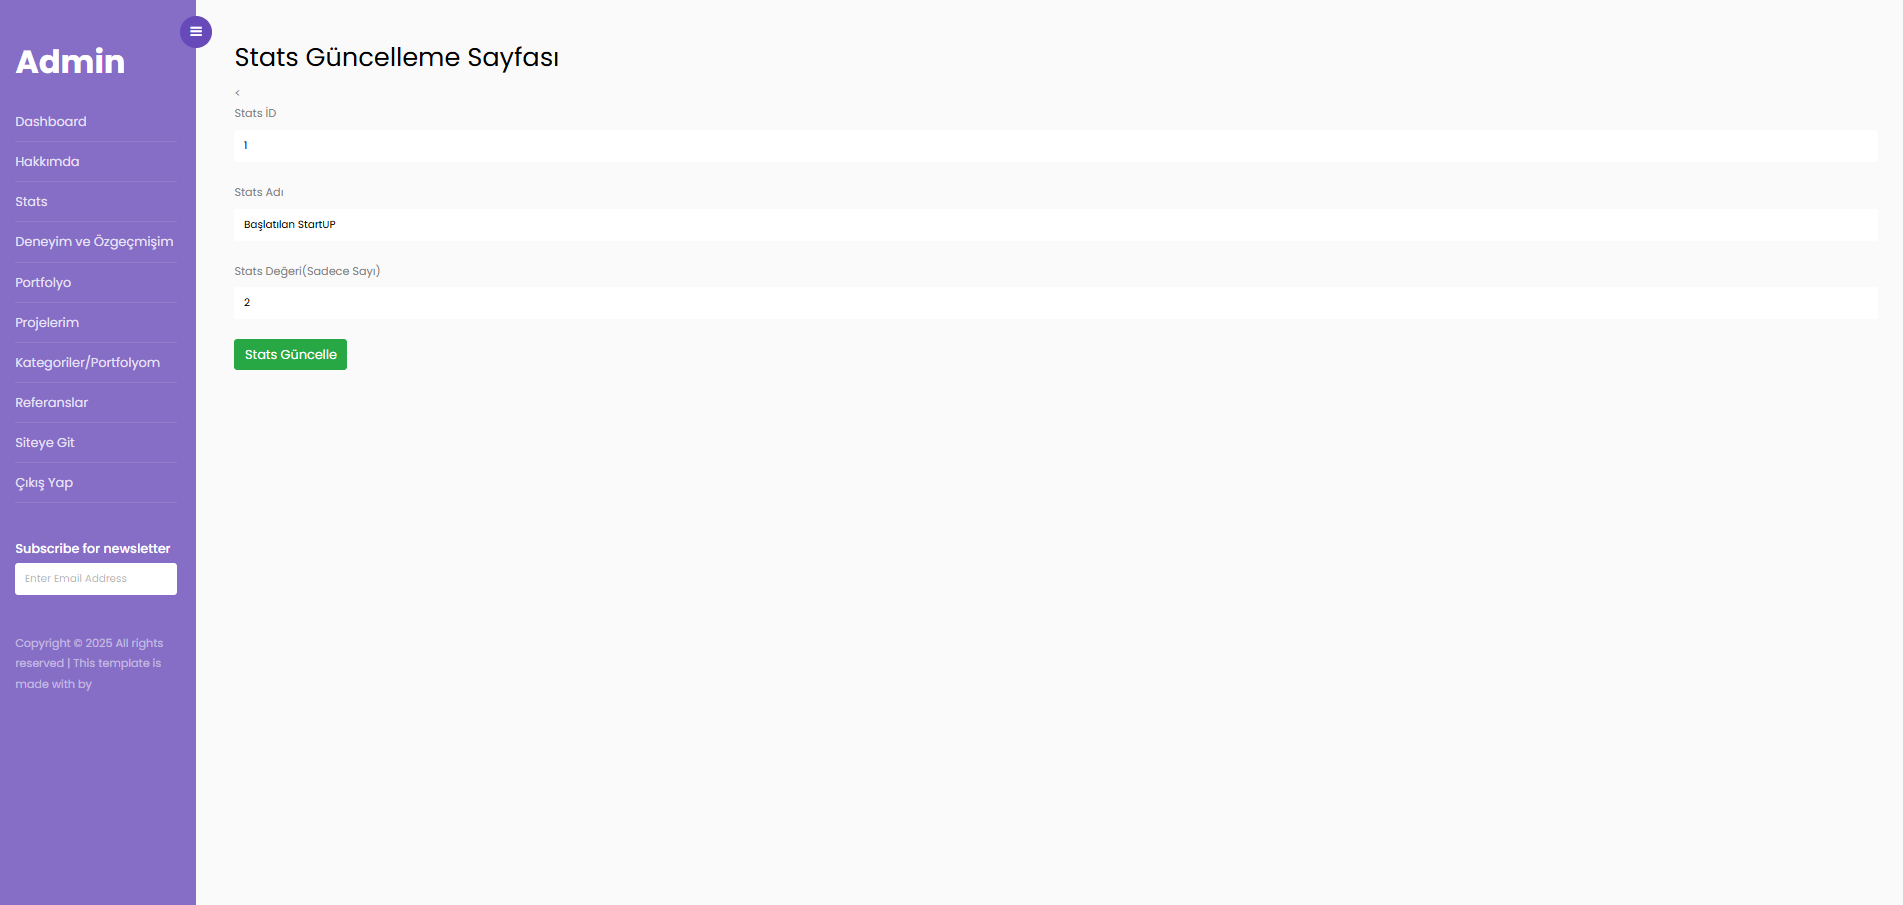 Admin
Dashboard
Hakkımda
Stats
Deneyim ve Özgeçmişim
Portfolyo
Projelerim
Kategoriler/Portfolyom
Referanslar
Siteye Git
Çıkış Yap
Subscribe for newsletter
Enter Email Address
Copyright © 2025 All rights
reserved | This template is
made with by
Stats Güncelleme Sayfası
<
Stats İD
1
Stats Adı
Başlatılan StartUP
Stats Değeri(Sadece Sayı)
2
Stats Güncelle